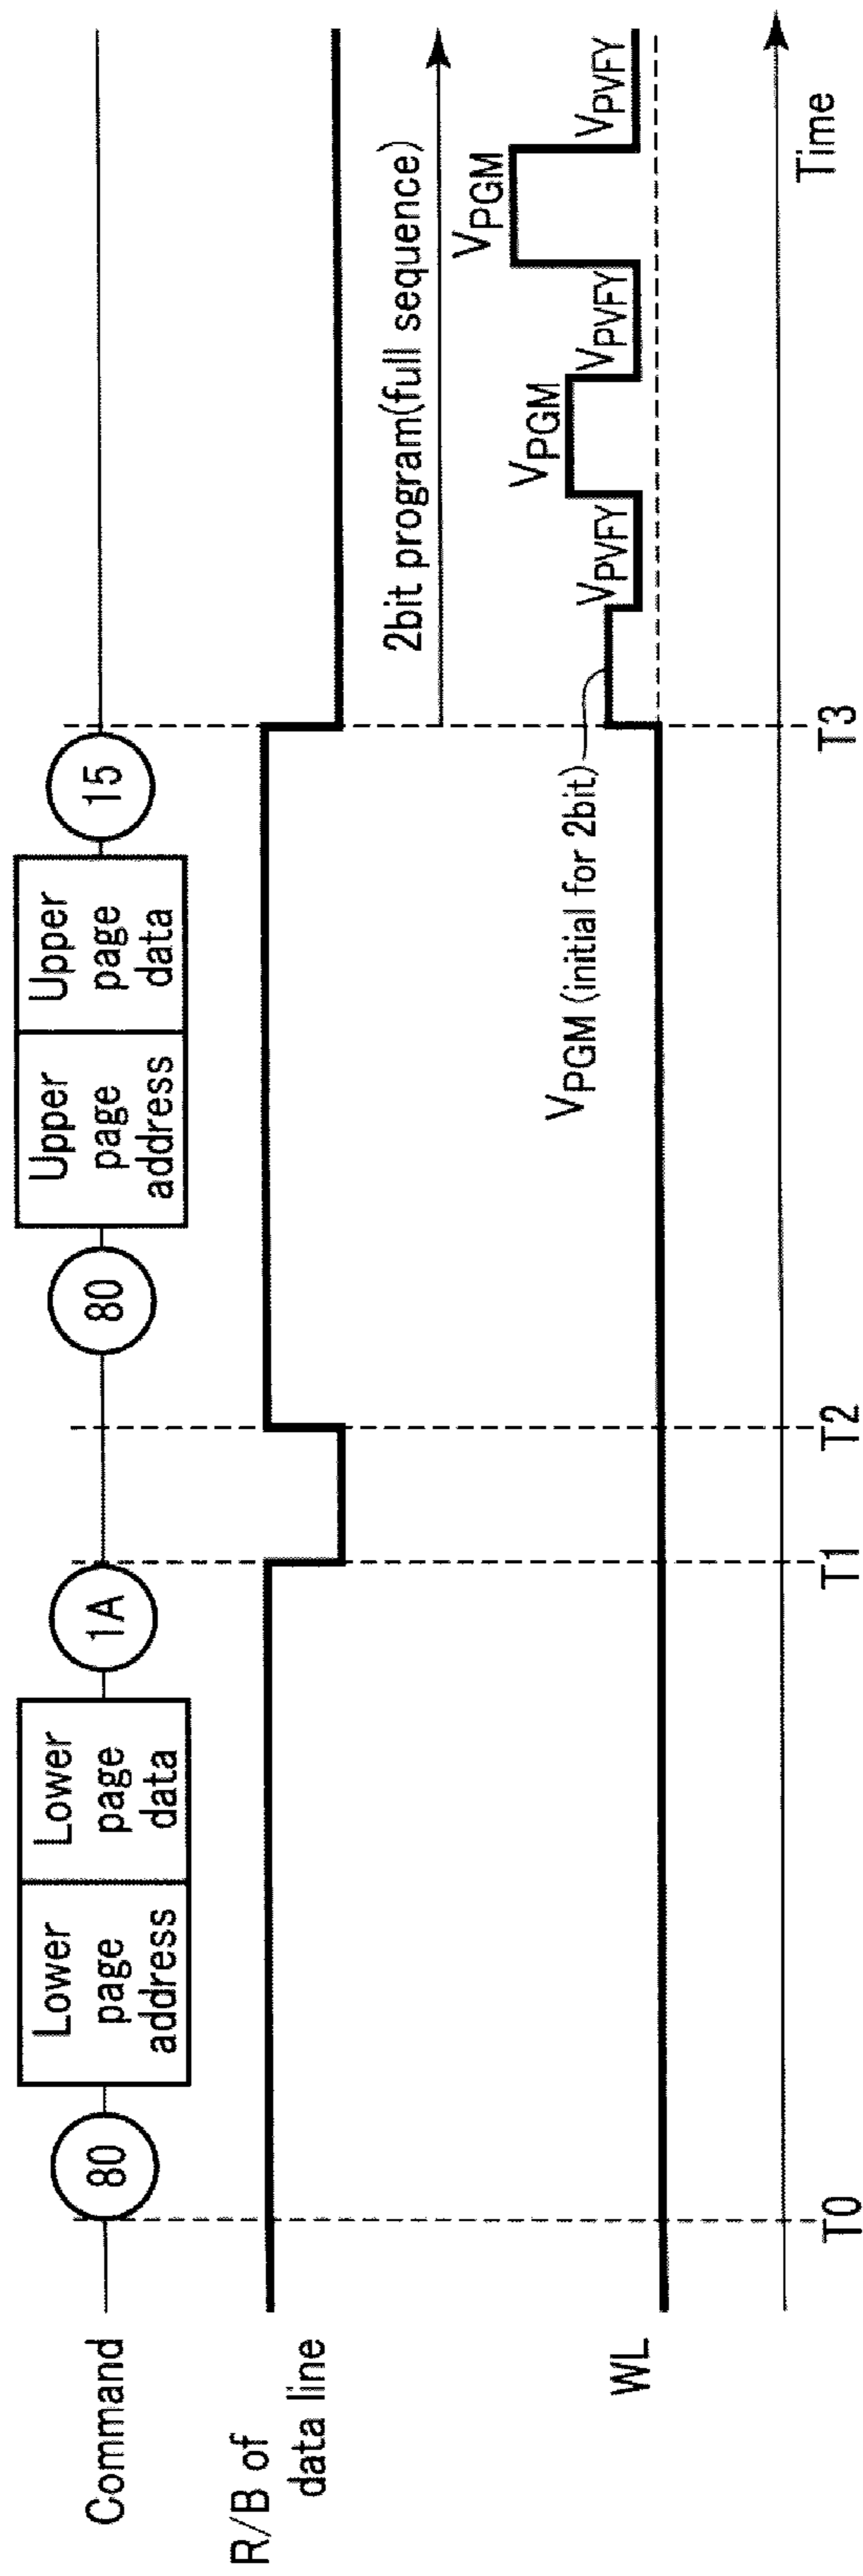 Command
80
Lower
page
address
Lower
page
data
1A
80
Upper
page
address
Upper
page
data
15
R/B of
data line
2bit program(full sequence)
WL
VPGM (initial for 2bit)
VPVFY
VPGM
VPVFY
VPGM
VPVFY
T0
T1
T2
T3
Time